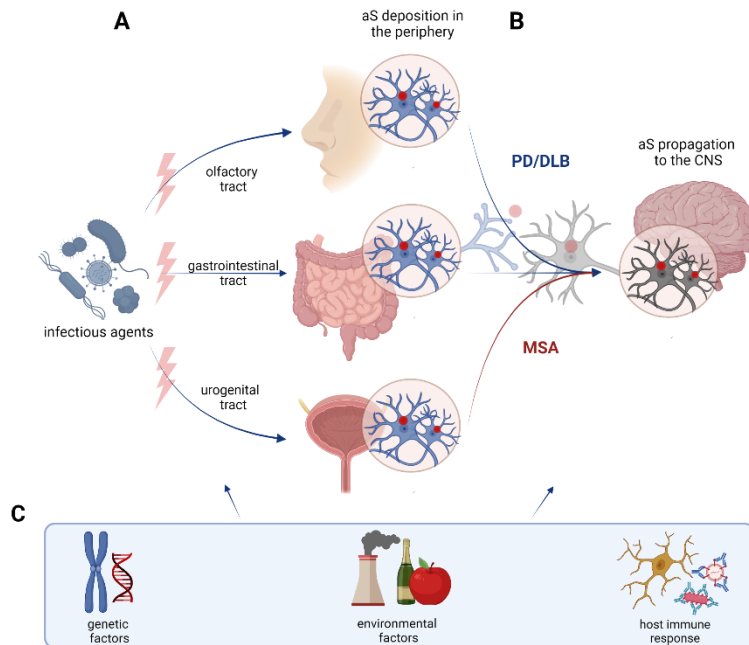 A
aS deposition in
the periphery
B
olfactory
tract
PD/DLB
aS propagation
to the CNS
gastrointestinal
tract
infectious agents
MSA
urogenital
tract
C
genetic
factors
environmental
factors
host immune
response